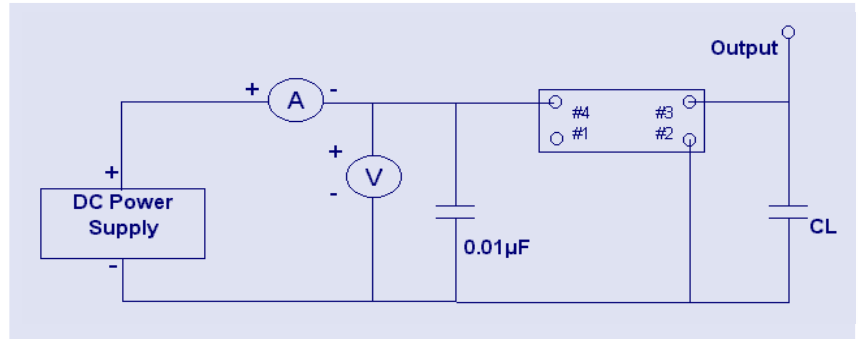 Output
+
A
-
#4
#3
#1
#2
+
V
-
+
DC Power
Supply
-
0.01µF
CL